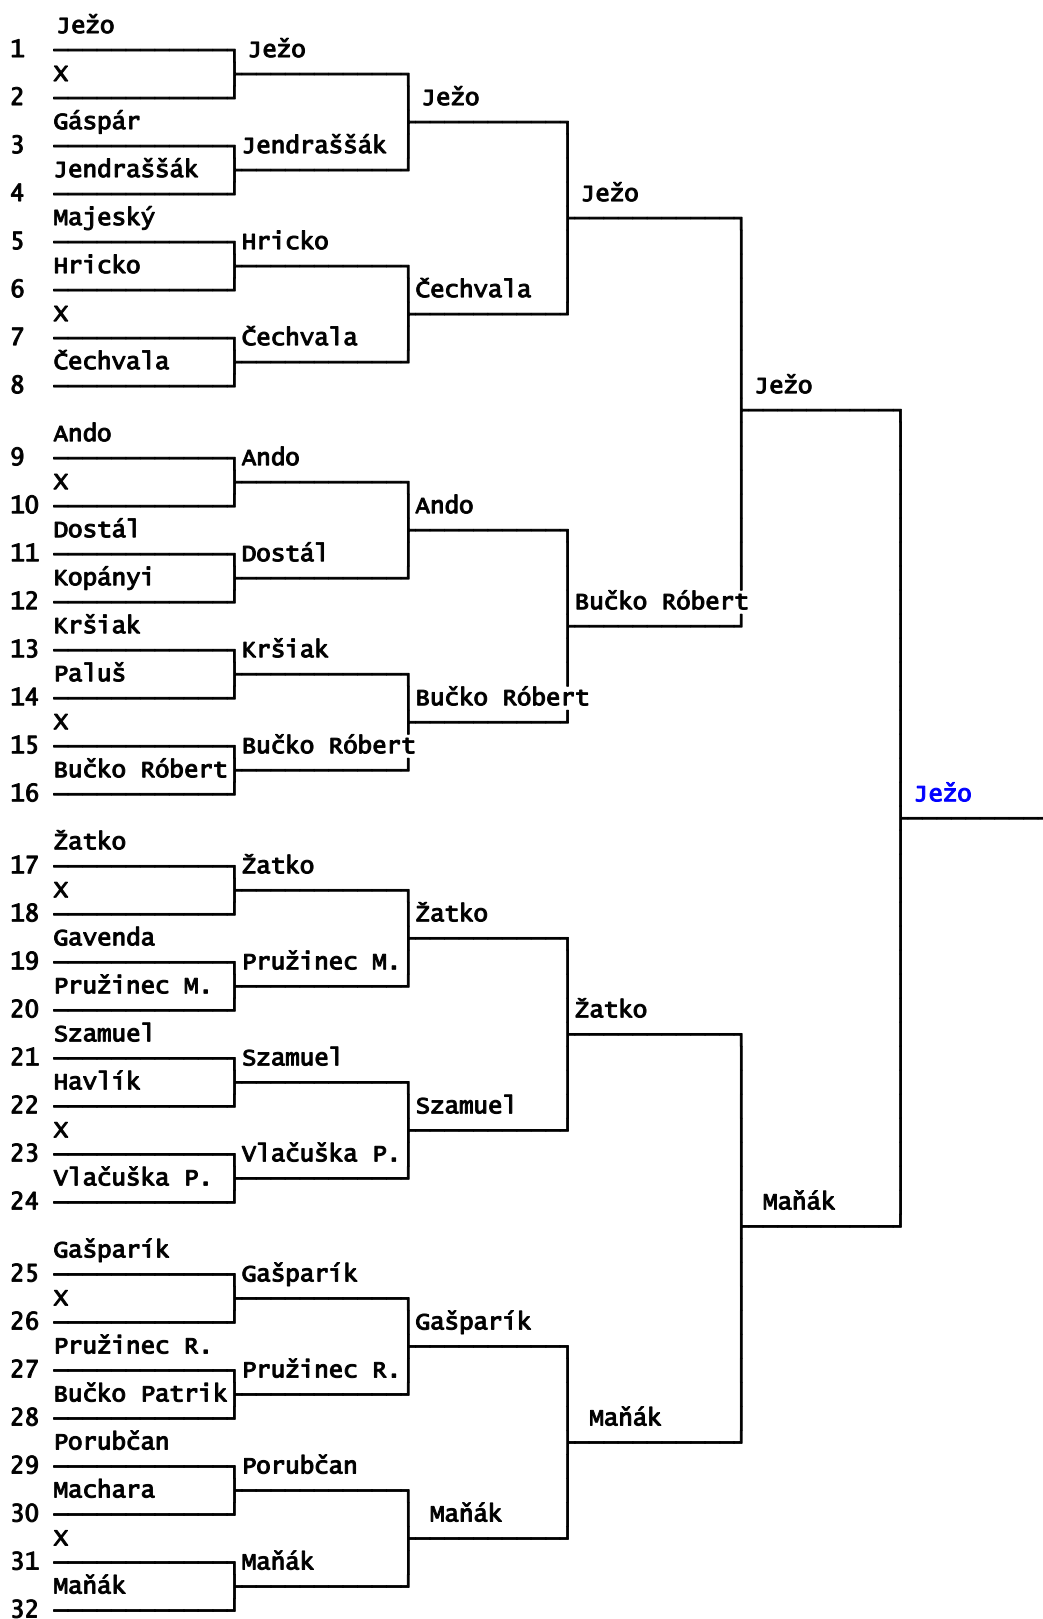 Ježo
1
Ježo
X
2
Ježo
Gáspár
3
Jendraššák
Jendraššák
4
Ježo
Majeský
5
Hricko
Hricko
6
Čechvala
X
7
Čechvala
Čechvala
8
Ježo
Ando
9
Ando
X
10
Ando
Dostál
11
Dostál
Kopányi
12
Bučko Róbert
Kršiak
13
Kršiak
Paluš
14
Bučko Róbert
X
15
Bučko Róbert
Bučko Róbert
16
Ježo
Žatko
17
Žatko
X
18
Žatko
Gavenda
19
Pružinec M.
Pružinec M.
20
Žatko
Szamuel
21
Szamuel
Havlík
22
Szamuel
X
23
Vlačuška P.
Vlačuška P.
24
Maňák
Gašparík
25
Gašparík
X
26
Gašparík
Pružinec R.
27
Pružinec R.
Bučko Patrik
28
Maňák
Porubčan
29
Porubčan
Machara
30
Maňák
X
31
Maňák
Maňák
32